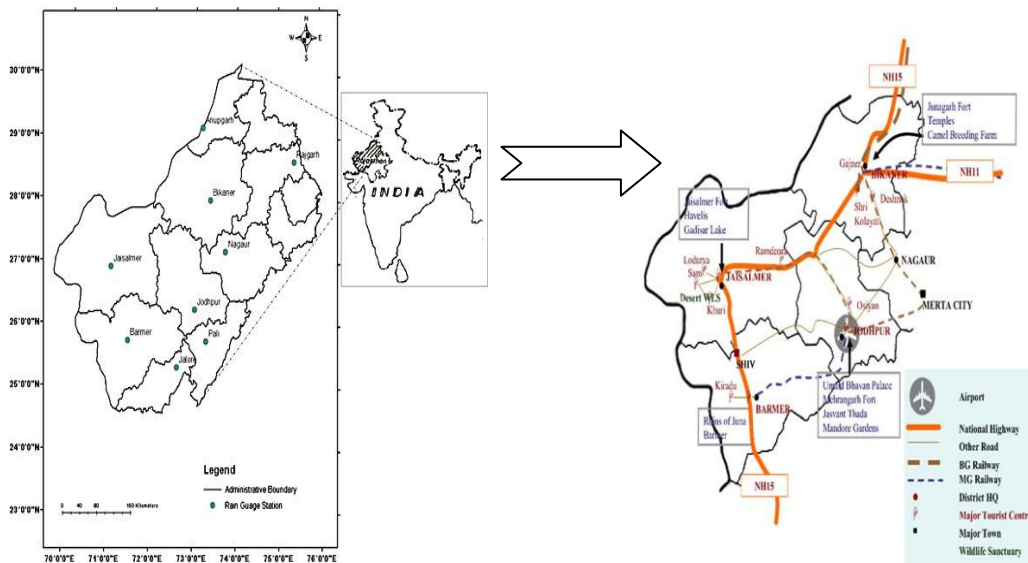 N
W E
S
30°0'0"N
29°0'0"N
28°0'0"N
27°0'0"N
26°0'0"N
25°0'0"N
24°0'0"N
23°0'0"N
Anupgarh
Rajgarh
Bikaner
Nagaur
Jasalmer
Jodhpur
Barmer
Pali
Jalore
Legend
Administrative Boundary
Rain Guage Station
0 40 80 160 Kilometers
70°0'0"E
71°0'0"E
72°0'0"E
73°0'0"E
74°0'0"E
75°0'0"E
76°0'0"E
INDIA
NH15
Junagarh Fort
Temples
Camel Breeding Farm
Gajner
BIKANER
NH11
Deshnok
Shri
Kolayat
Jaisalmer Fort
Havelis
Gadisar Lake
Ramdeora
NAGAUR
Lodurva
Sam
JAISALMER
Desert WLS
Khuri
MERTA CITY
Osiyan
JODHPUR
SHIV
Kiradu
BARMER
Umaid Bhavan Palace
Mehrangarh Fort
Jasvant Thada
Mandore Gardens
Ruins of Juna
Barmer
NH15
Airport
National Highway
Other Road
BG Railway
MG Railway
District HQ
Major Tourist Centr
Major Town
Wildlife Sanctuary